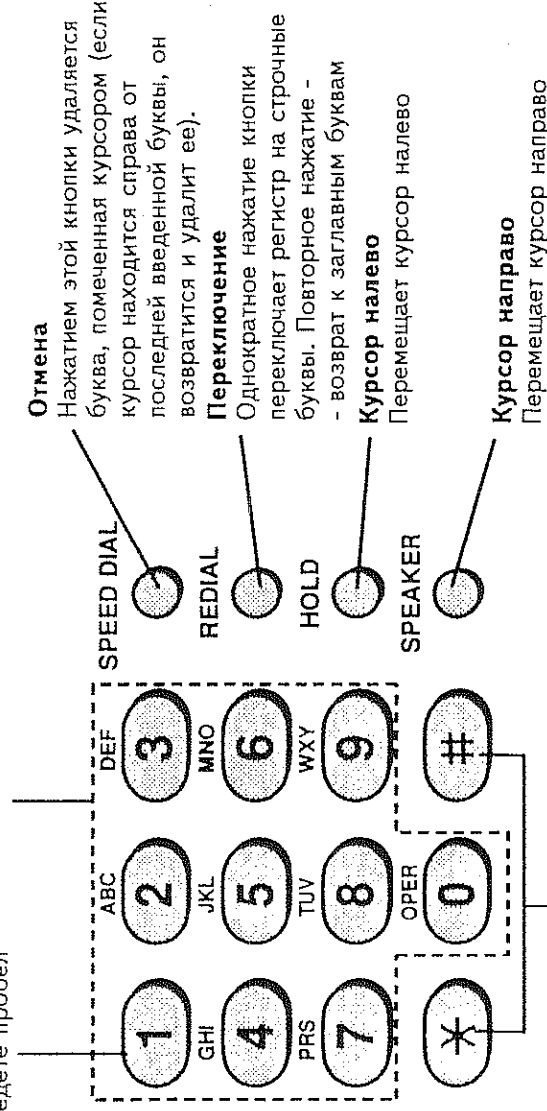 едете пробел
1
ABC
2
DEF
3
GHI
4
JKL
5
MNO
6
PRS
7
TUV
8
WXY
9
*
OPER
0
#
SPEED DIAL
REDIAL
HOLD
SPEAKER
Отмена
Нажатием этой кнопки удаляется
буква, помеченная курсором (если
курсор находится справа от
последней введенной буквы, он
возвратится и удалит ее).
Переключение
Однократное нажатие кнопки
переключает регистр на строчные
буквы. Повторное нажатие -
- возврат к заглавным буквам
Курсор налево
Перемещает курсор налево
Курсор направо
Перемещает курсор направо